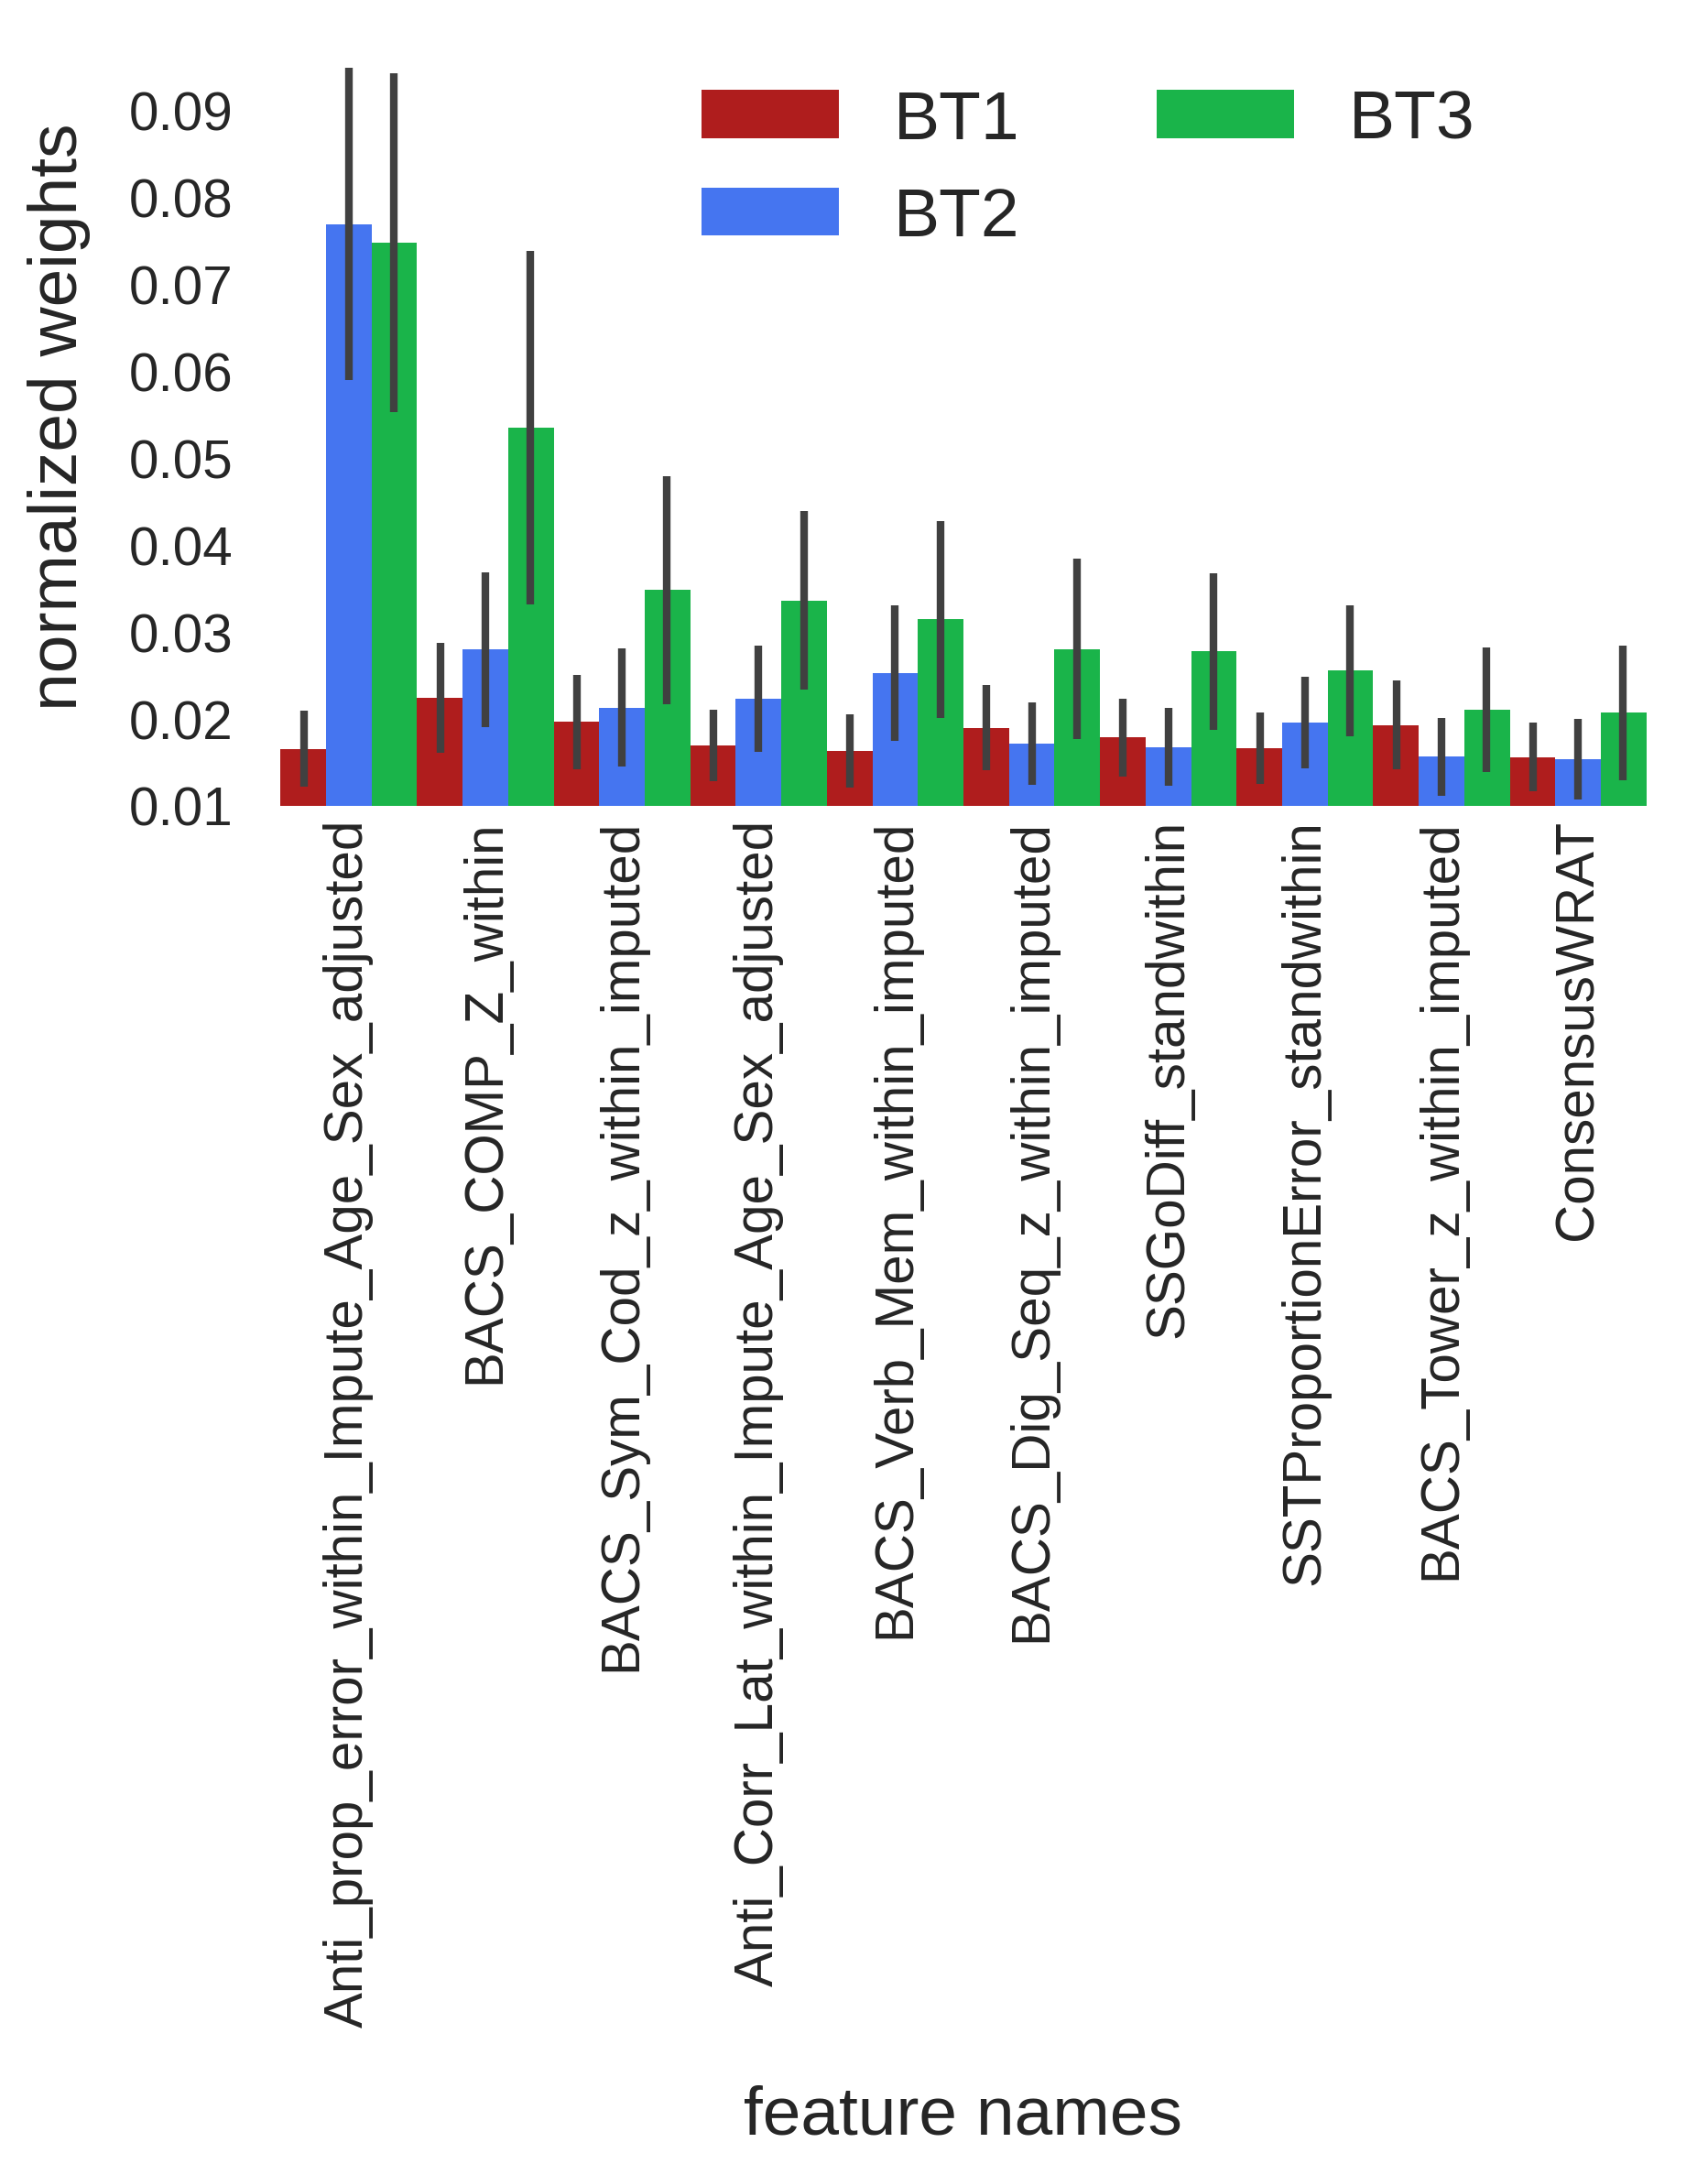 normalized weights
0.09
0.08
0.07
0.06
0.05
0.04
0.03
0.02
0.01
BT1
BT2
BT3
Anti_prop_error_within_Impute_Age_Sex_adjusted
BACS_COMP_Z_within
BACS_Sym_Cod_z_within_imputed
Anti_Corr_Lat_within_Impute_Age_Sex_adjusted
BACS_Verb_Mem_within_imputed
BACS_Dig_Seq_z_within_imputed
SSGoDiff_standwithin
SSTProportionError_standwithin
BACS_Tower_z_within_imputed
ConsensusWRAT
feature names